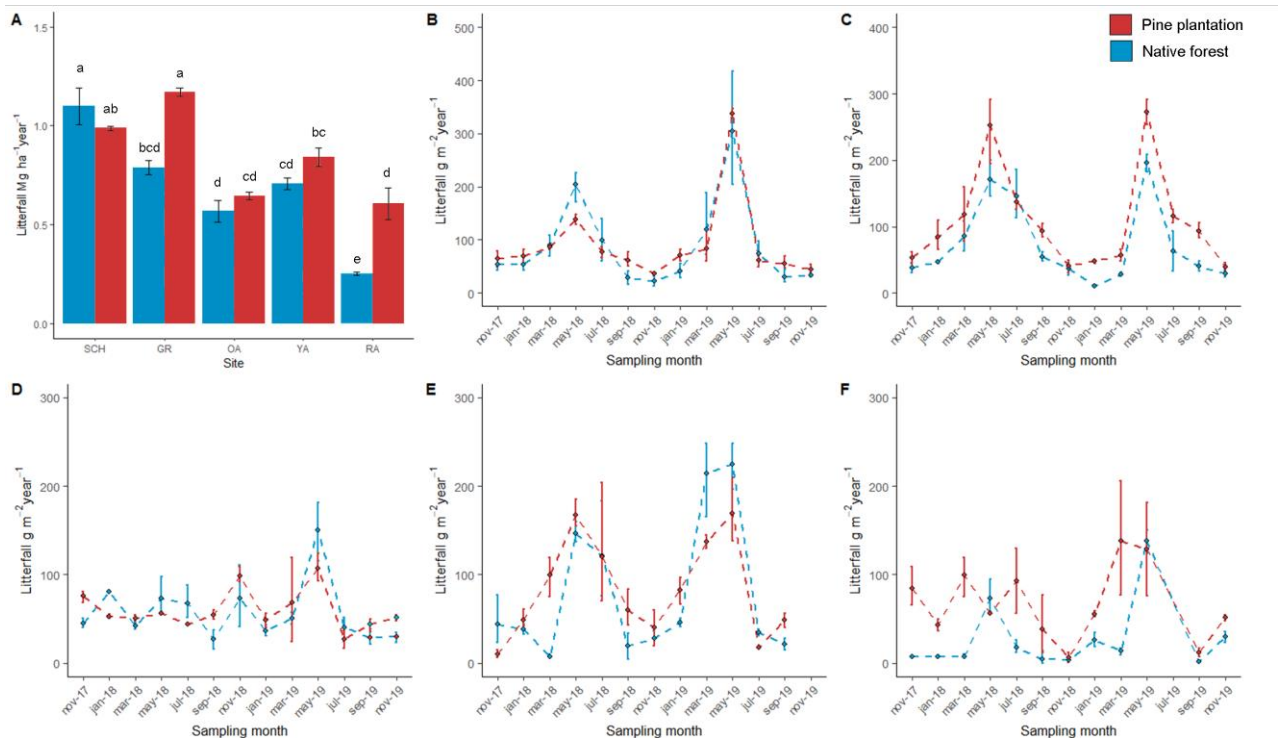 A
Litterfall Mg ha⁻¹year⁻¹
1.5
1.0
0.5
0.0
a
ab
bcd
a
d
cd
cd
bc
e
d
SCH GR OA YA RA
Site
B
Litterfall g m⁻²year⁻¹
500
400
300
200
100
0
nov-17 jan-18 mar-18 may-18 jul-18 sep-18 nov-18 jan-19 mar-19 may-19 jul-19 sep-19 nov-19
Sampling month
C
Pine plantation
Native forest
Litterfall g m⁻²year⁻¹
400
300
200
100
0
nov-17 jan-18 mar-18 may-18 jul-18 sep-18 nov-18 jan-19 mar-19 may-19 jul-19 sep-19 nov-19
Sampling month
D
Litterfall g m⁻²year⁻¹
300
200
100
0
nov-17 jan-18 mar-18 may-18 jul-18 sep-18 nov-18 jan-19 mar-19 may-19 jul-19 sep-19 nov-19
Sampling month
E
Litterfall g m⁻²year⁻¹
300
200
100
0
nov-17 jan-18 mar-18 may-18 jul-18 sep-18 nov-18 jan-19 mar-19 may-19 jul-19 sep-19 nov-19
Sampling month
F
Litterfall g m⁻²year⁻¹
300
200
100
0
nov-17 jan-18 mar-18 may-18 jul-18 sep-18 nov-18 jan-19 mar-19 may-19 jul-19 sep-19 nov-19
Sampling month